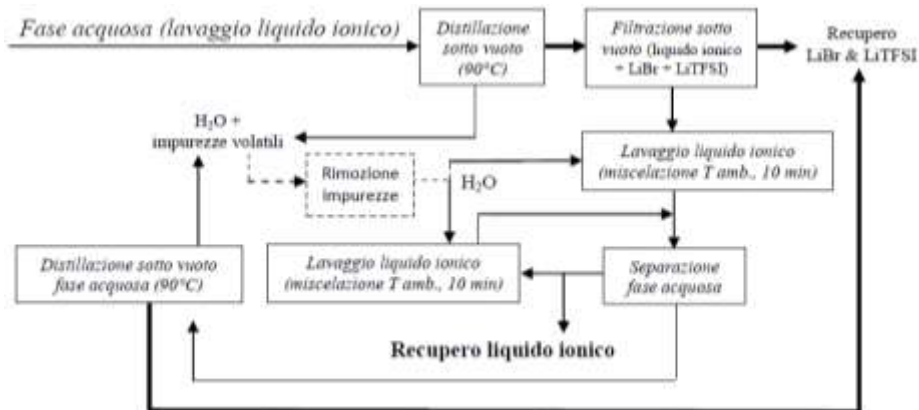 Fase acquosa (lavaggio liquido ionico)
Distillazione
sotto vuoto
(90°C)
Filtrazione sotto
vuoto (liquido ionico
+ LiBr + LiTFSI)
Recupero
LiBr & LiTFSI
H₂O +
impurezze volatili
Rimozione
impurezze
H₂O
Lavaggio liquido ionico
(miscelazione T amb., 10 min)
Distillazione sotto vuoto
fase acquosa (90°C)
Lavaggio liquido ionico
(miscelazione T amb., 10 min)
Separazione
fase acquosa
Recupero liquido ionico